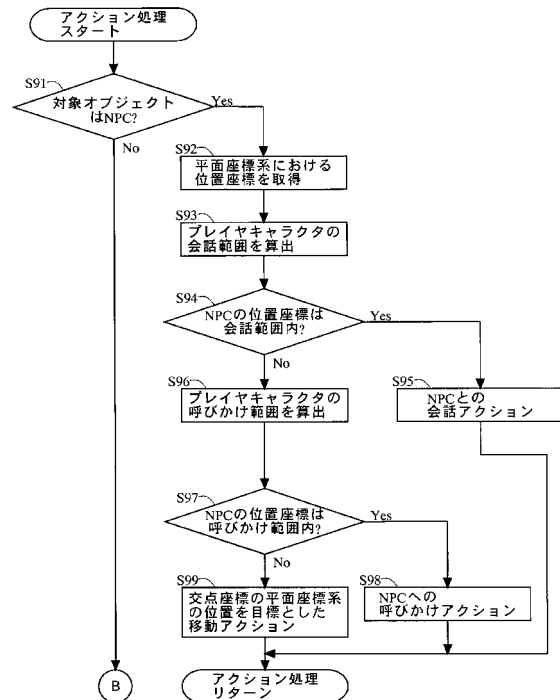 アクション処理
スタート
S91
対象オブジェクト
はNPC?
Yes
No
S92
平面座標系における
位置座標を取得
S93
プレイヤキャラクタの
会話範囲を算出
S94
NPCの位置座標は
会話範囲内?
Yes
No
S96
プレイヤキャラクタの
呼びかけ範囲を算出
S95
NPCとの
会話アクション
S97
NPCの位置座標は
呼びかけ範囲内?
Yes
No
S99
交点座標の平面座標系
の位置を目標とした
移動アクション
S98
NPCへの
呼びかけアクション
B
アクション処理
リターン